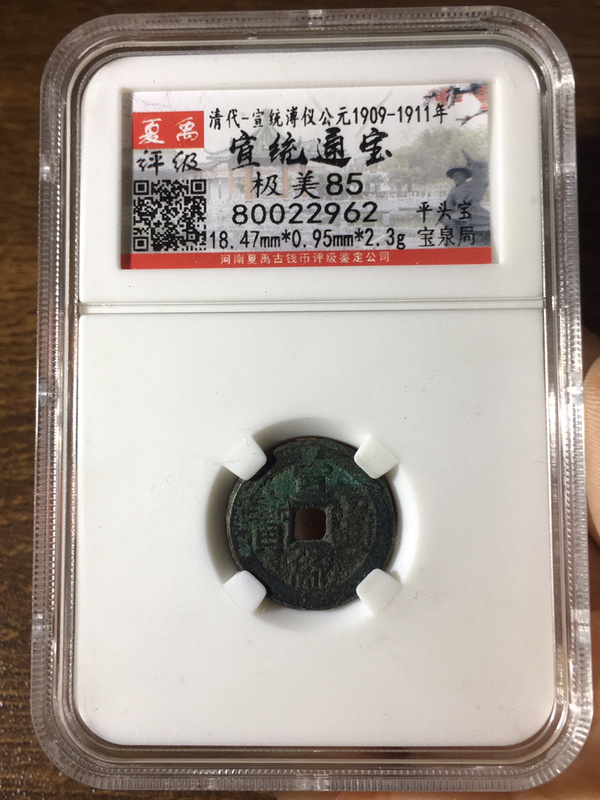 夏禹
评级
清代-宣统溥仪公元1909-1911年
宣统通宝
极美85
80022962
平头宝
18.47mm*0.95mm*2.3g
宝泉局
河南夏禹古钱币评级鉴定公司
宣
統